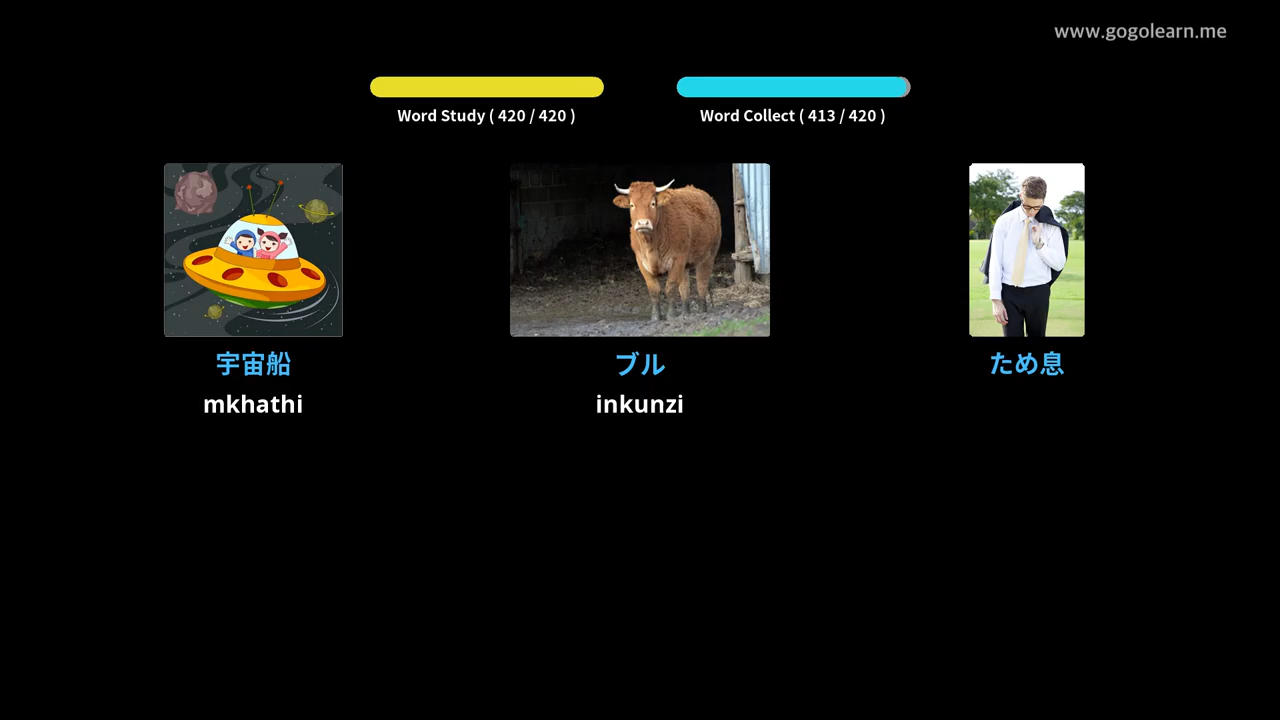 www.gogolearn.me
Word Study ( 420 / 420 )
Word Collect ( 413 / 420 )
宇宙船
ブル
ため息
mkhathi
inkunzi